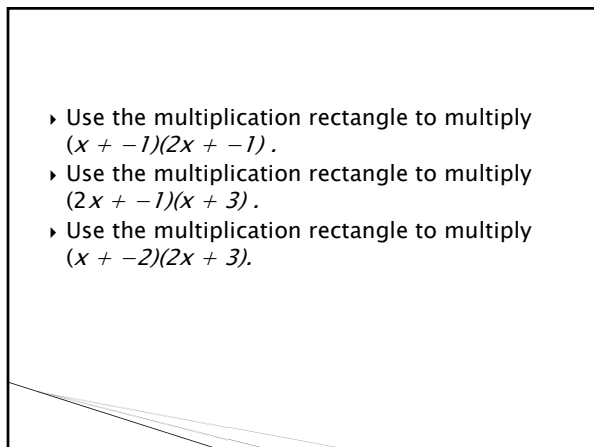 ▸ Use the multiplication rectangle to multiply
(x + −1)(2x + −1) .
▸ Use the multiplication rectangle to multiply
(2x + −1)(x + 3) .
▸ Use the multiplication rectangle to multiply
(x + −2)(2x + 3).